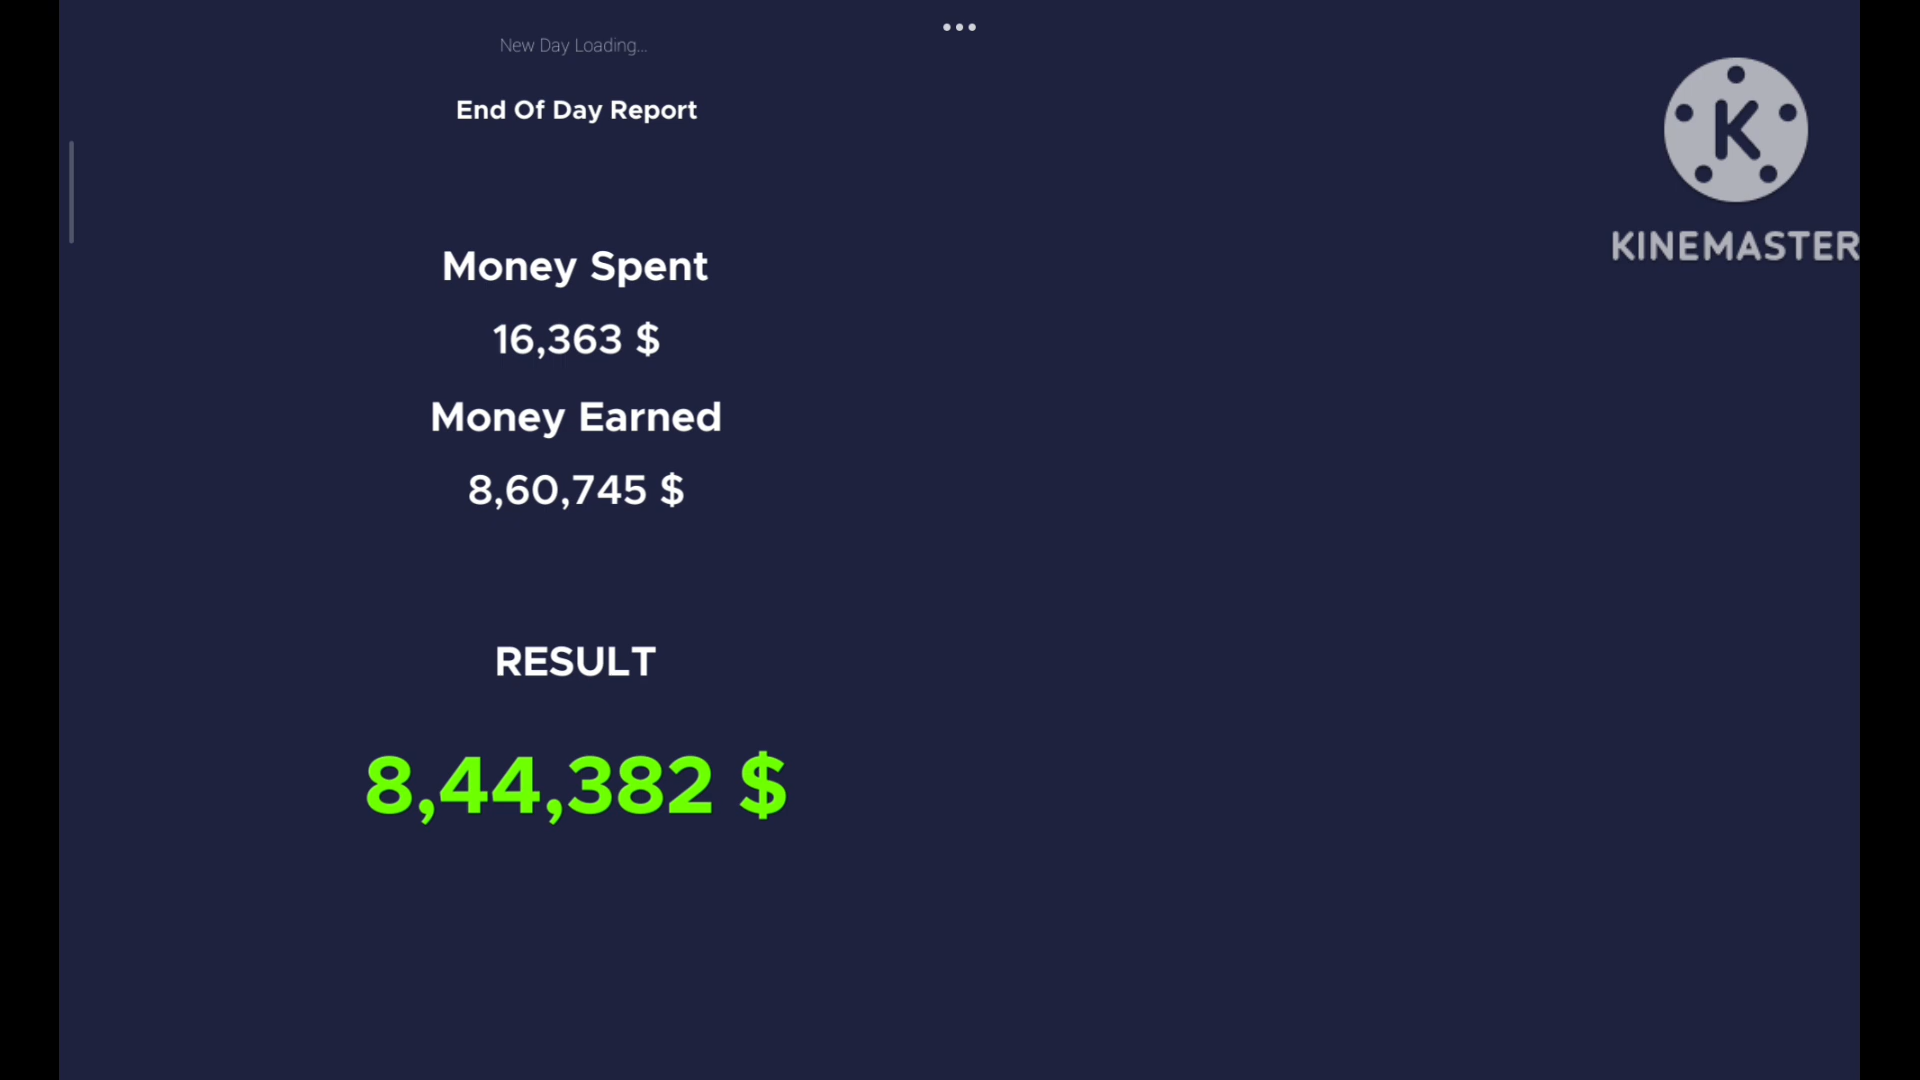 New Day Loading...
End Of Day Report
K
KINEMASTER
Money Spent
16,363 $
Money Earned
8,60,745 $
RESULT
8,44,382 $